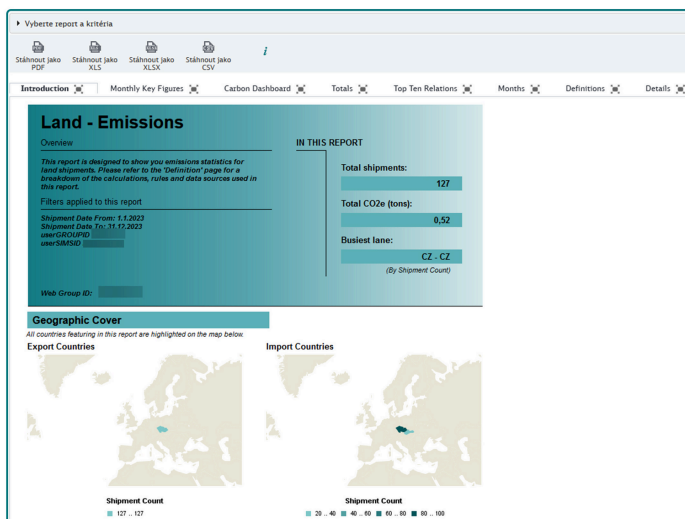 Vyberte report a kritéria
Stáhnout jako PDF
Stáhnout jako XLS
Stáhnout jako XLSX
Stáhnout jako CSV
i
Introduction
Monthly Key Figures
Carbon Dashboard
Totals
Top Ten Relations
Months
Definitions
Details
Land - Emissions
Overview
This report is designed to show you emissions statistics for
land shipments. Please refer to the 'Definition' page for a
breakdown of the calculations, rules and data sources used in
this report.
Filters applied to this report
Shipment Date From: 1.1.2023
Shipment Date To: 31.12.2023
userGROUPID
userSIMSID
Web Group ID:
IN THIS REPORT
Total shipments:
127
Total CO2e (tons):
0,52
Busiest lane:
CZ - CZ
(By Shipment Count)
Geographic Cover
All countries featuring in this report are highlighted on the map below.
Export Countries
Import Countries
Shipment Count
127 .. 127
Shipment Count
20 .. 40
40 .. 60
60 .. 80
80 .. 100